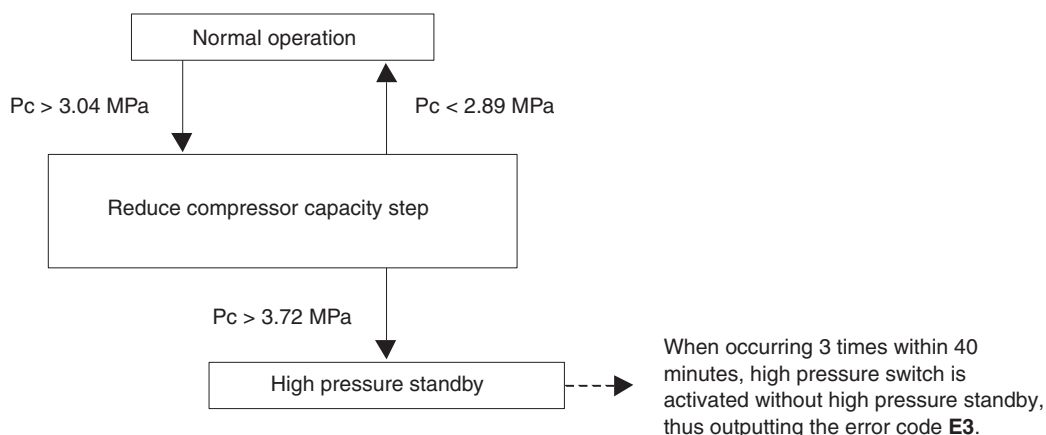 Normal operation
Pc > 3.04 MPa
Pc < 2.89 MPa
Reduce compressor capacity step
Pc > 3.72 MPa
High pressure standby
When occurring 3 times within 40
minutes, high pressure switch is
activated without high pressure standby,
thus outputting the error code E3.